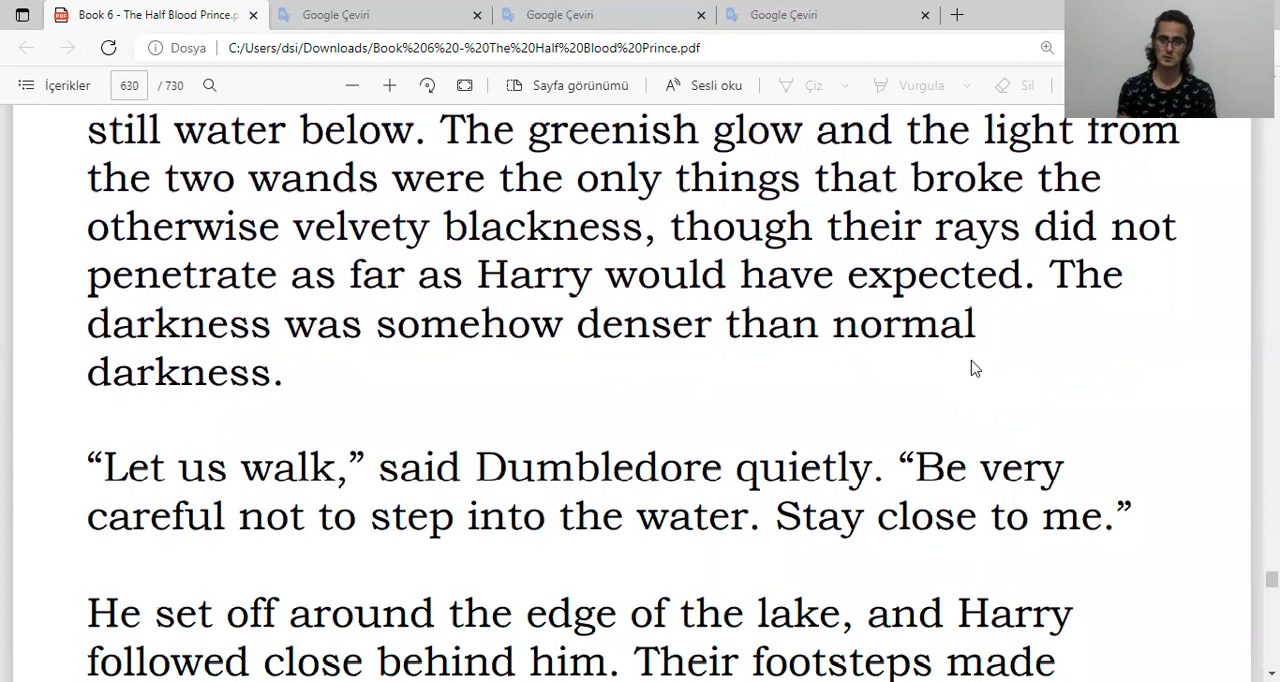 Book 6 - The Half Blood Prince.p
Google Çeviri
Google Çeviri
Google Çeviri
Dosya
C:/Users/dsi/Downloads/Book%206%20-%20The%20Half%20Blood%20Prince.pdf
İçerikler
630 / 730
Sayfa görünümü
Sesli oku
Çiz
Vurgula
Sil
still water below. The greenish glow and the light from
the two wands were the only things that broke the
otherwise velvety blackness, though their rays did not
penetrate as far as Harry would have expected. The
darkness was somehow denser than normal
darkness.
“Let us walk,” said Dumbledore quietly. “Be very
careful not to step into the water. Stay close to me.”
He set off around the edge of the lake, and Harry
followed close behind him. Their footsteps made